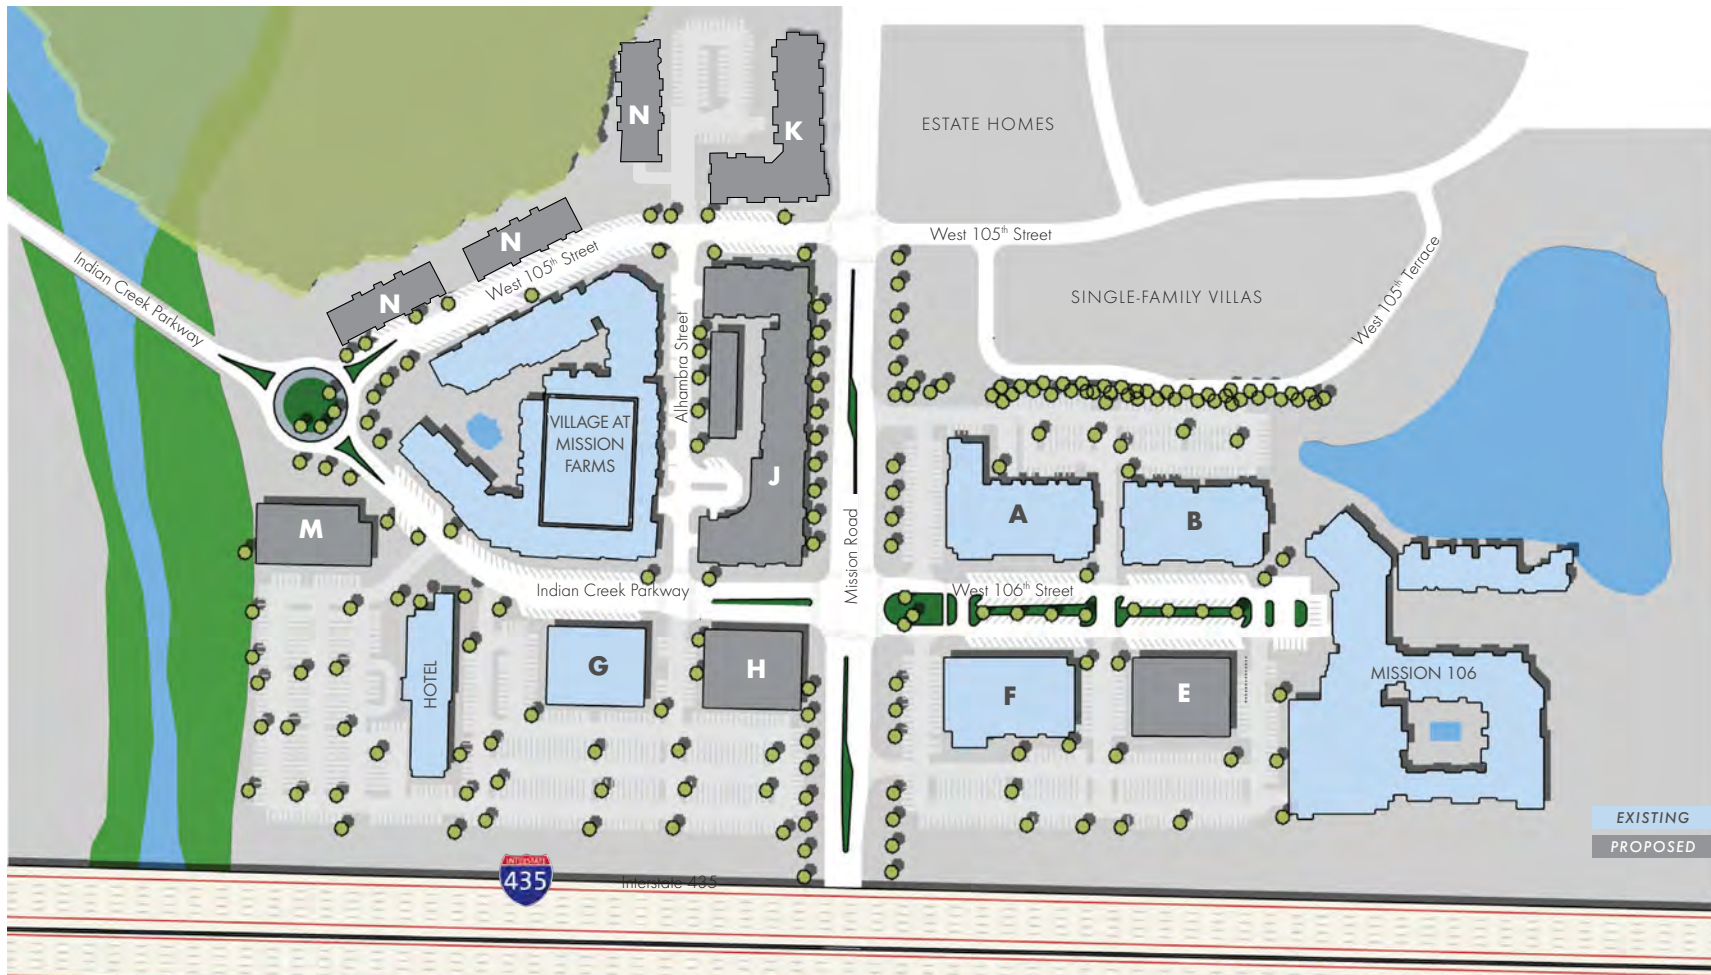 N
K
ESTATE HOMES
N
West 105th Street
West 105th Street
Indian Creek Parkway
N
SINGLE-FAMILY VILLAS
West 105th Terrace
Alhambra Street
VILLAGE AT
MISSION
FARMS
J
M
A
B
Mission Road
Indian Creek Parkway
West 106th Street
HOTEL
G
H
F
E
MISSION 106
EXISTING
PROPOSED
INTERSTATE
435
Interstate 435